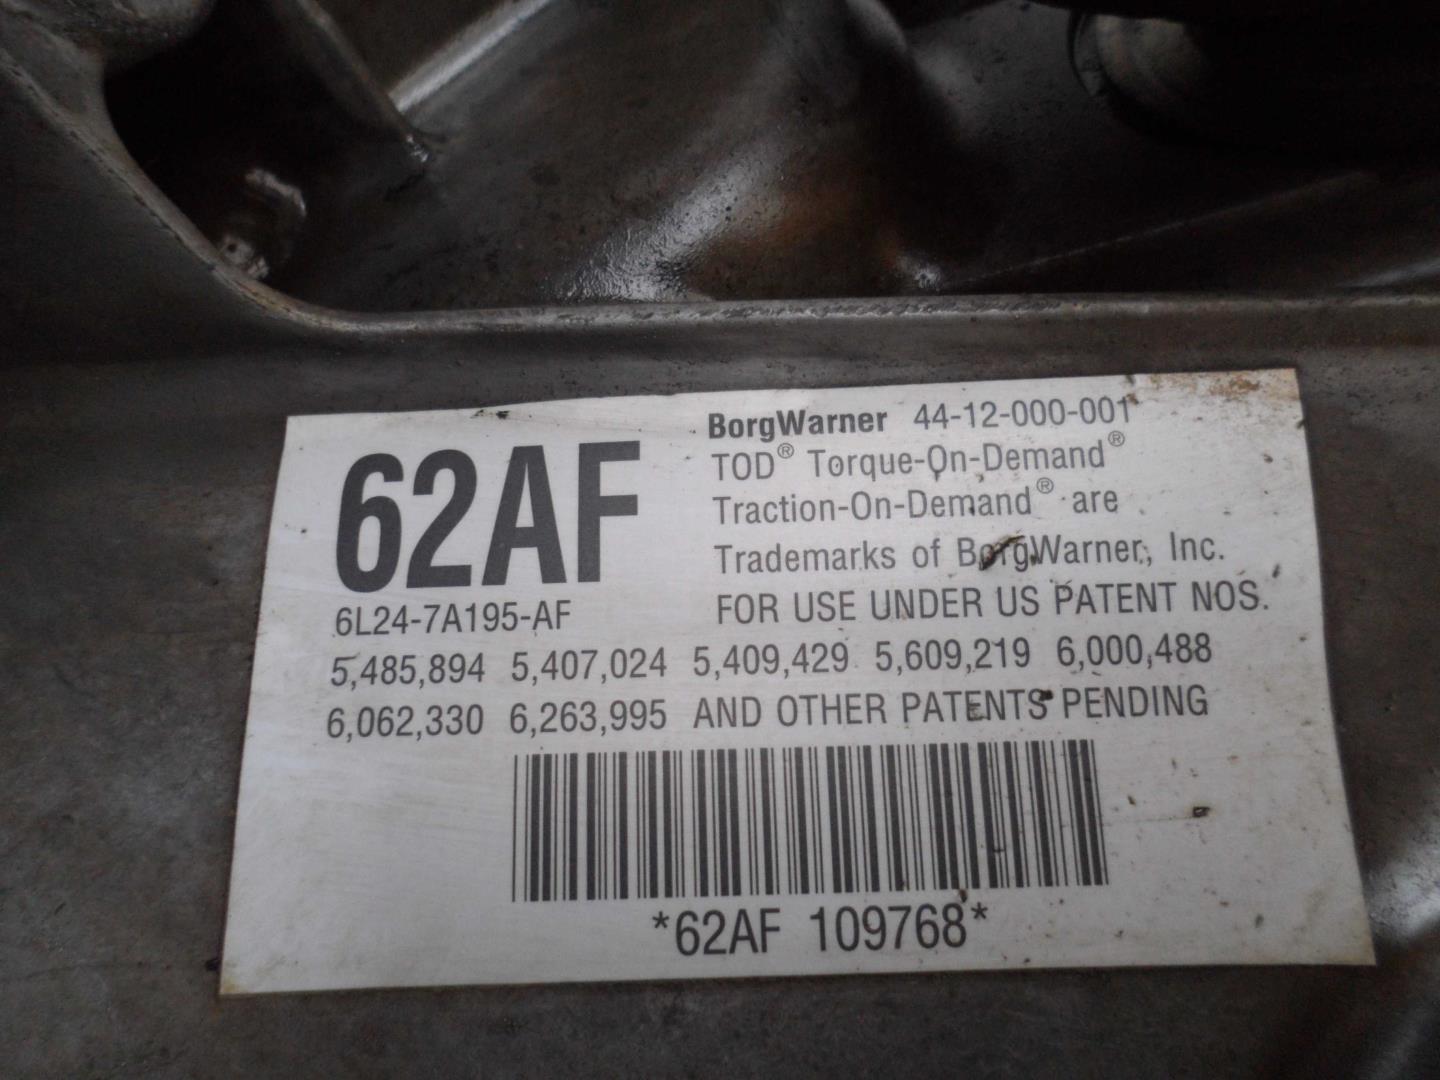 62AF
6L24-7A195-AF
BorgWarner 44-12-000-001
TOD® Torque-On-Demand®
Traction-On-Demand® are
Trademarks of BorgWarner, Inc.
FOR USE UNDER US PATENT NOS.
5,485,894 5,407,024 5,409,429 5,609,219 6,000,488
6,062,330 6,263,995 AND OTHER PATENTS PENDING
*62AF 109768*